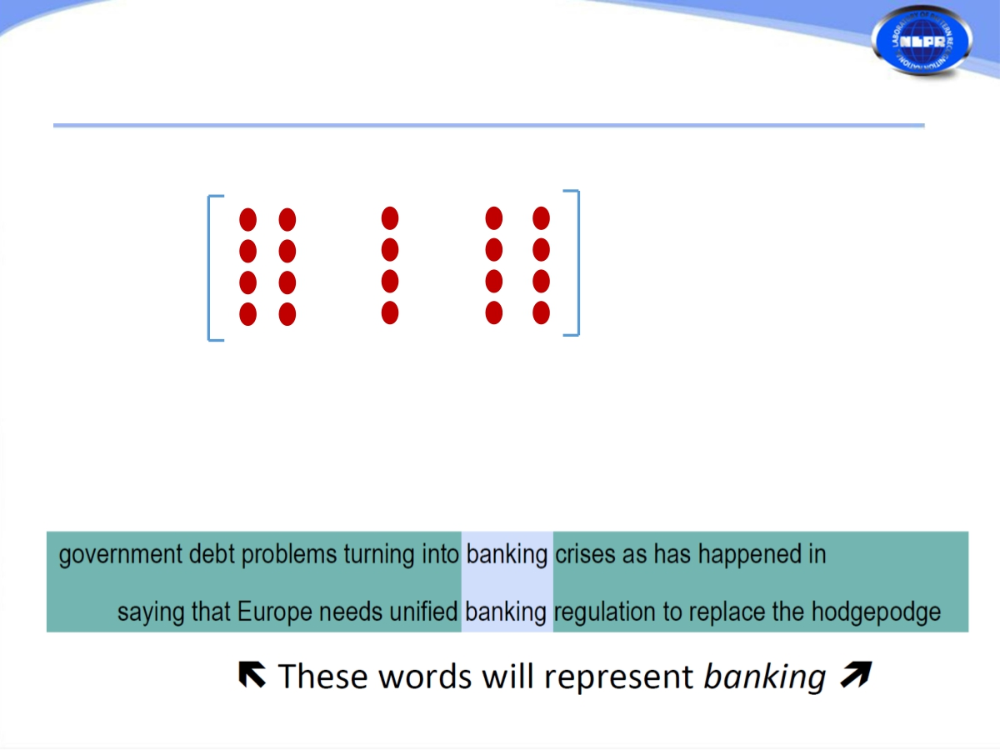 NLPR
government debt problems turning into banking crises as has happened in
saying that Europe needs unified banking regulation to replace the hodgepodge
↖ These words will represent banking ↗